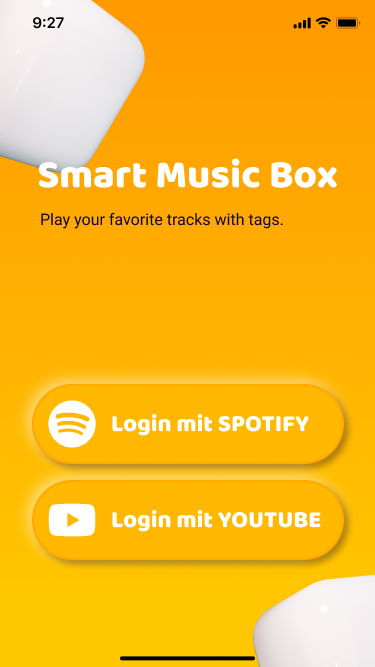 9:27
Smart Music Box
Play your favorite tracks with tags.
Login mit SPOTIFY
Login mit YOUTUBE